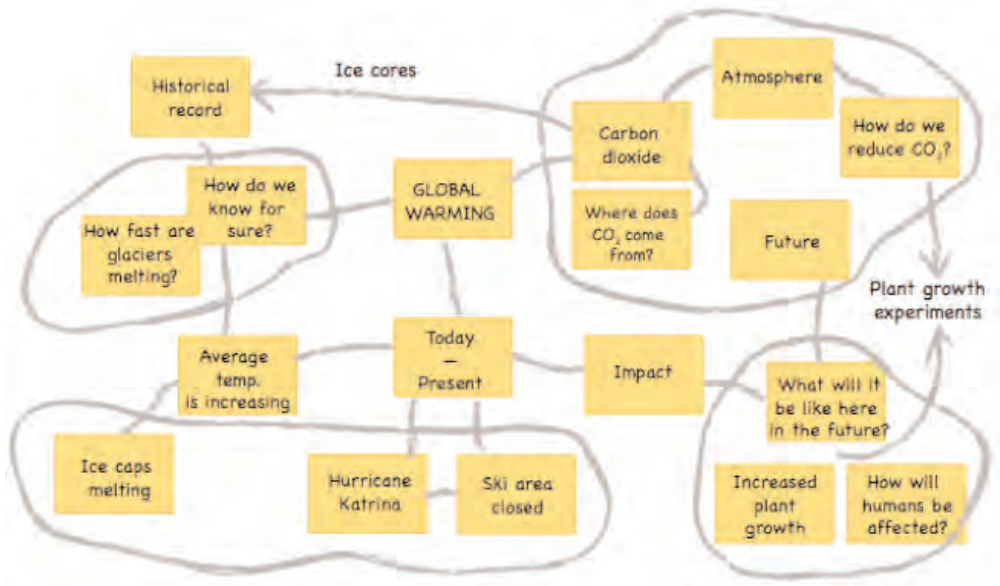 Ice cores
Historical
record
Atmosphere
Carbon
dioxide
How do we
reduce CO₂?
How do we
know for
sure?
GLOBAL
WARMING
Where does
CO₂ come
from?
How fast are
glaciers
melting?
Future
Plant growth
experiments
Average
temp.
is increasing
Today
–
Present
Impact
What will it
be like here
in the future?
Ice caps
melting
Hurricane
Katrina
Ski area
closed
Increased
plant
growth
How will
humans be
affected?